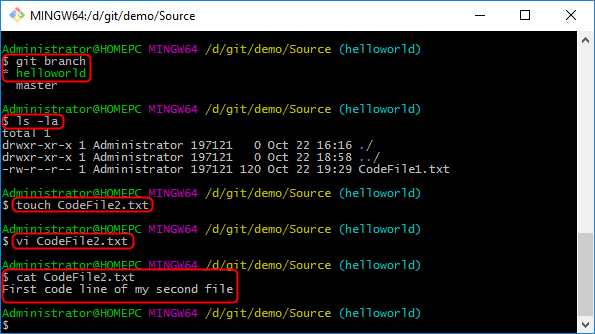 MINGW64:/d/git/demo/Source
Administrator@HOMEPC MINGW64 /d/git/demo/Source (helloworld)
$ git branch
* helloworld
  master
Administrator@HOMEPC MINGW64 /d/git/demo/Source (helloworld)
$ ls -la
total 1
drwxr-xr-x 1 Administrator 197121   0 Oct 22 16:16 ./
drwxr-xr-x 1 Administrator 197121   0 Oct 22 18:58 ../
-rw-r--r-- 1 Administrator 197121 120 Oct 22 19:29 CodeFile1.txt
Administrator@HOMEPC MINGW64 /d/git/demo/Source (helloworld)
$ touch CodeFile2.txt
Administrator@HOMEPC MINGW64 /d/git/demo/Source (helloworld)
$ vi CodeFile2.txt
Administrator@HOMEPC MINGW64 /d/git/demo/Source (helloworld)
$ cat CodeFile2.txt
First code line of my second file
Administrator@HOMEPC MINGW64 /d/git/demo/Source (helloworld)
$